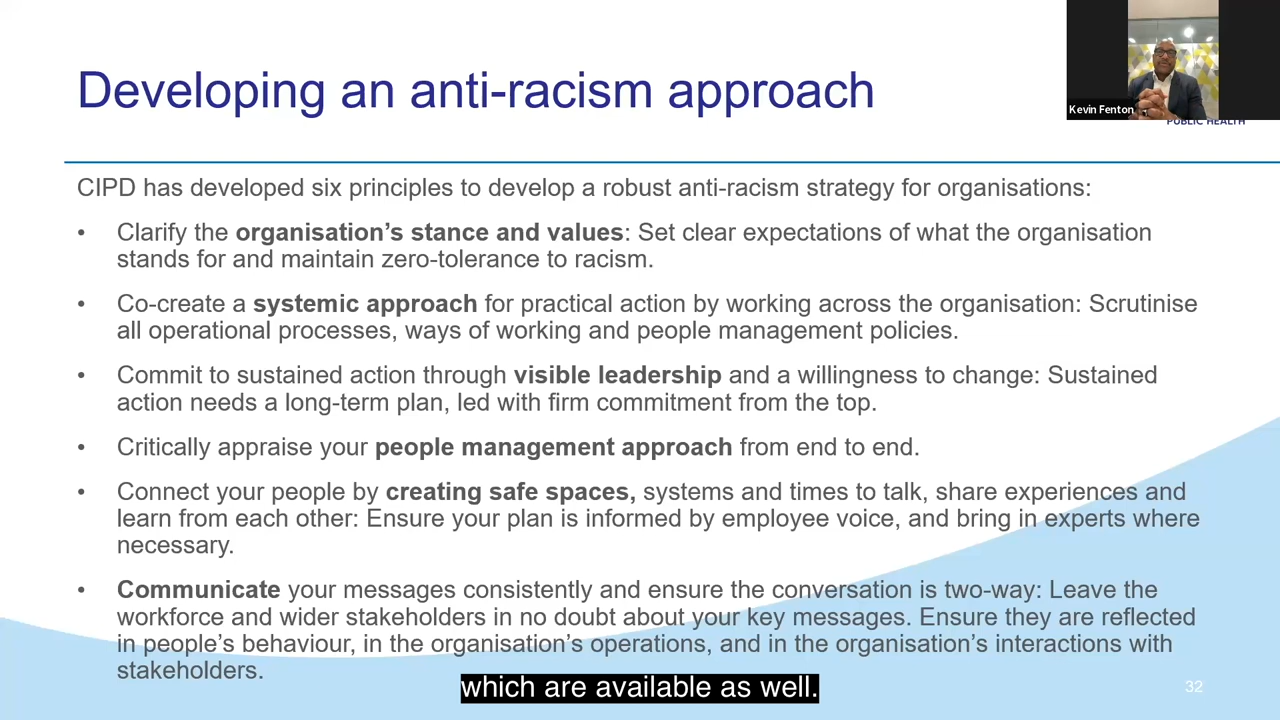 Developing an anti-racism approach
Kevin Fenton
PUBLIC HEALTH
CIPD has developed six principles to develop a robust anti-racism strategy for organisations:
• Clarify the organisation's stance and values: Set clear expectations of what the organisation
stands for and maintain zero-tolerance to racism.
• Co-create a systemic approach for practical action by working across the organisation: Scrutinise
all operational processes, ways of working and people management policies.
• Commit to sustained action through visible leadership and a willingness to change: Sustained
action needs a long-term plan, led with firm commitment from the top.
• Critically appraise your people management approach from end to end.
• Connect your people by creating safe spaces, systems and times to talk, share experiences and
learn from each other: Ensure your plan is informed by employee voice, and bring in experts where
necessary.
• Communicate your messages consistently and ensure the conversation is two-way: Leave the
workforce and wider stakeholders in no doubt about your key messages. Ensure they are reflected
in people's behaviour, in the organisation's operations, and in the organisation's interactions with
stakeholders.
which are available as well.
32